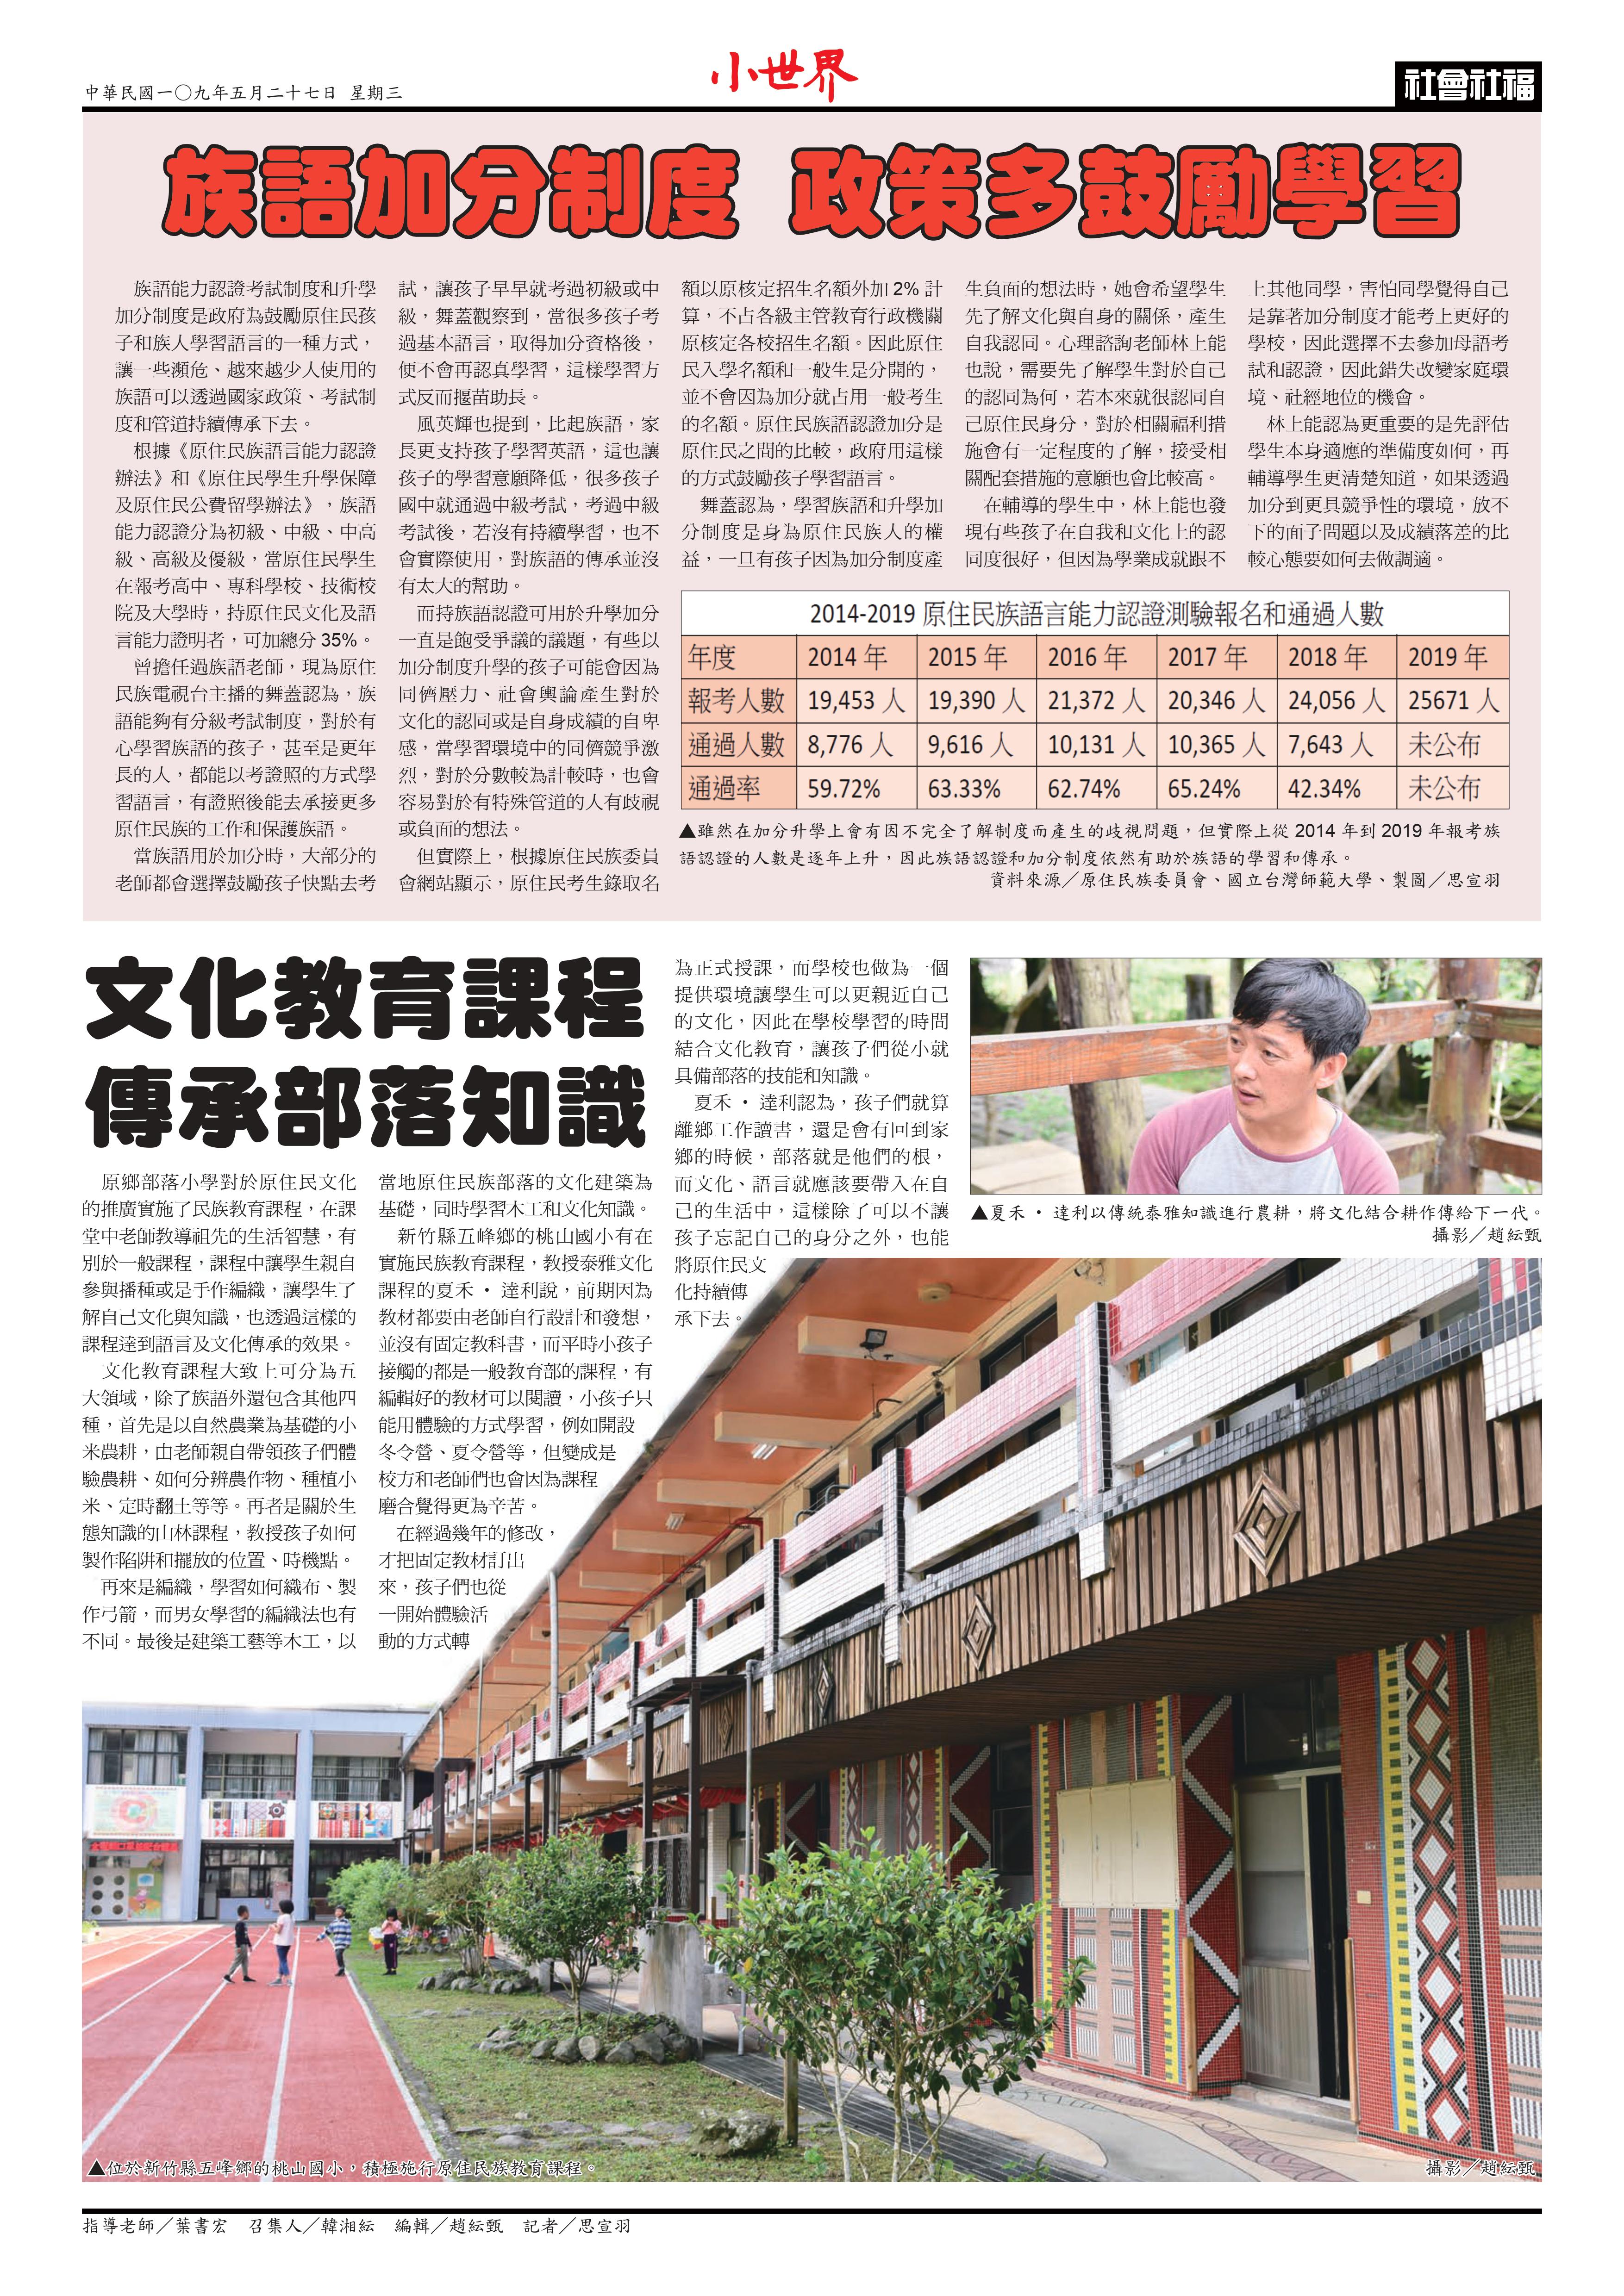 中華民國一〇九年五月二十七日 星期三
小世界
社會社福
族語加分制度 政策多鼓勵學習
族語能力認證考試制度和升學
加分制度是政府為鼓勵原住民孩
子和族人學習語言的一種方式，
讓一些瀕危、越來越少人使用的
族語可以透過國家政策、考試制
度和管道持續傳承下去。
根據《原住民族語言能力認證
辦法》和《原住民學生升學保障
及原住民公費留學辦法》，族語
能力認證分為初級、中級、中高
級、高級及優級，當原住民學生
在報考高中、專科學校、技術校
院及大學時，持原住民文化及語
言能力證明者，可加總分 35%。
曾擔任過族語老師，現為原住
民族電視台主播的舞蓋認為，族
語能夠有分級考試制度，對於有
心學習族語的孩子，甚至是更年
長的人，都能以考證照的方式學
習語言，有證照後能去承接更多
原住民族的工作和保護族語。
當族語用於加分時，大部分的
老師都會選擇鼓勵孩子快點去考
試，讓孩子早早就考過初級或中
級，舞蓋觀察到，當很多孩子考
過基本語言，取得加分資格後，
便不會再認真學習，這樣學習方
式反而揠苗助長。
風英輝也提到，比起族語，家
長更支持孩子學習英語，這也讓
孩子的學習意願降低，很多孩子
國中就通過中級考試，考過中級
考試後，若沒有持續學習，也不
會實際使用，對族語的傳承並沒
有太大的幫助。
而持族語認證可用於升學加分
一直是飽受爭議的議題，有些以
加分制度升學的孩子可能會因為
同儕壓力、社會輿論產生對於
文化的認同或是自身成績的自卑
感，當學習環境中的同儕競爭激
烈，對於分數較為計較時，也會
容易對於有特殊管道的人有歧視
或負面的想法。
但實際上，根據原住民族委員
會網站顯示，原住民考生錄取名
額以原核定招生名額外加 2% 計
算，不占各級主管教育行政機關
原核定各校招生名額。因此原住
民入學名額和一般生是分開的，
並不會因為加分就占用一般考生
的名額。原住民族語認證加分是
原住民之間的比較，政府用這樣
的方式鼓勵孩子學習語言。
舞蓋認為，學習族語和升學加
分制度是身為原住民族人的權
益，一旦有孩子因為加分制度產
生負面的想法時，她會希望學生
先了解文化與自身的關係，產生
自我認同。心理諮詢老師林上能
也說，需要先了解學生對於自己
的認同為何，若本來就很認同自
己原住民身分，對於相關福利措
施會有一定程度的了解，接受相
關配套措施的意願也會比較高。
在輔導的學生中，林上能也發
現有些孩子在自我和文化上的認
同度很好，但因為學業成就跟不
上其他同學，害怕同學覺得自己
是靠著加分制度才能考上更好的
學校，因此選擇不去參加母語考
試和認證，因此錯失改變家庭環
境、社經地位的機會。
林上能認為更重要的是先評估
學生本身適應的準備度如何，再
輔導學生更清楚知道，如果透過
加分到更具競爭性的環境，放不
下的面子問題以及成績落差的比
較心態要如何去做調適。
2014-2019 原住民族語言能力認證測驗報名和通過人數
年度 2014 年 2015 年 2016 年 2017 年 2018 年 2019 年
報考人數 19,453 人 19,390 人 21,372 人 20,346 人 24,056 人 25671 人
通過人數 8,776 人 9,616 人 10,131 人 10,365 人 7,643 人 未公布
通過率 59.72% 63.33% 62.74% 65.24% 42.34% 未公布
▲雖然在加分升學上會有因不完全了解制度而產生的歧視問題，但實際上從 2014 年到 2019 年報考族
語認證的人數是逐年上升，因此族語認證和加分制度依然有助於族語的學習和傳承。
資料來源／原住民族委員會、國立台灣師範大學、製圖／思宣羽
文化教育課程
傳承部落知識
原鄉部落小學對於原住民文化
的推廣實施了民族教育課程，在課
堂中老師教導祖先的生活智慧，有
別於一般課程，課程中讓學生親自
參與播種或是手作編織，讓學生了
解自己文化與知識，也透過這樣的
課程達到語言及文化傳承的效果。
文化教育課程大致上可分為五
大領域，除了族語外還包含其他四
種，首先是以自然農業為基礎的小
米農耕，由老師親自帶領孩子們體
驗農耕、如何分辨農作物、種植小
米、定時翻土等等。再者是關於生
態知識的山林課程，教授孩子如何
製作陷阱和擺放的位置、時機點。
再來是編織，學習如何織布、製
作弓箭，而男女學習的編織法也有
不同。最後是建築工藝等木工，以
當地原住民族部落的文化建築為
基礎，同時學習木工和文化知識。
新竹縣五峰鄉的桃山國小有在
實施民族教育課程，教授泰雅文化
課程的夏禾・達利說，前期因為
教材都要由老師自行設計和發想，
並沒有固定教科書，而平時小孩子
接觸的都是一般教育部的課程，有
編輯好的教材可以閱讀，小孩子只
能用體驗的方式學習，例如開設
冬令營、夏令營等，但變成是
校方和老師們也會因為課程
磨合覺得更為辛苦。
在經過幾年的修改，
才把固定教材訂出
來，孩子們也從
一開始體驗活
動的方式轉
為正式授課，而學校也做為一個
提供環境讓學生可以更親近自己
的文化，因此在學校學習的時間
結合文化教育，讓孩子們從小就
具備部落的技能和知識。
夏禾・達利認為，孩子們就算
離鄉工作讀書，還是會有回到家
鄉的時候，部落就是他們的根，
而文化、語言就應該要帶入在自
己的生活中，這樣除了可以不讓
孩子忘記自己的身分之外，也能
將原住民文
化持續傳
承下去。
▲夏禾・達利以傳統泰雅知識進行農耕，將文化結合耕作傳給下一代。
攝影／趙紜甄
▲位於新竹縣五峰鄉的桃山國小，積極施行原住民族教育課程。
攝影／趙紜甄
指導老師／葉書宏 召集人／韓湘紜 編輯／趙紜甄 記者／思宣羽